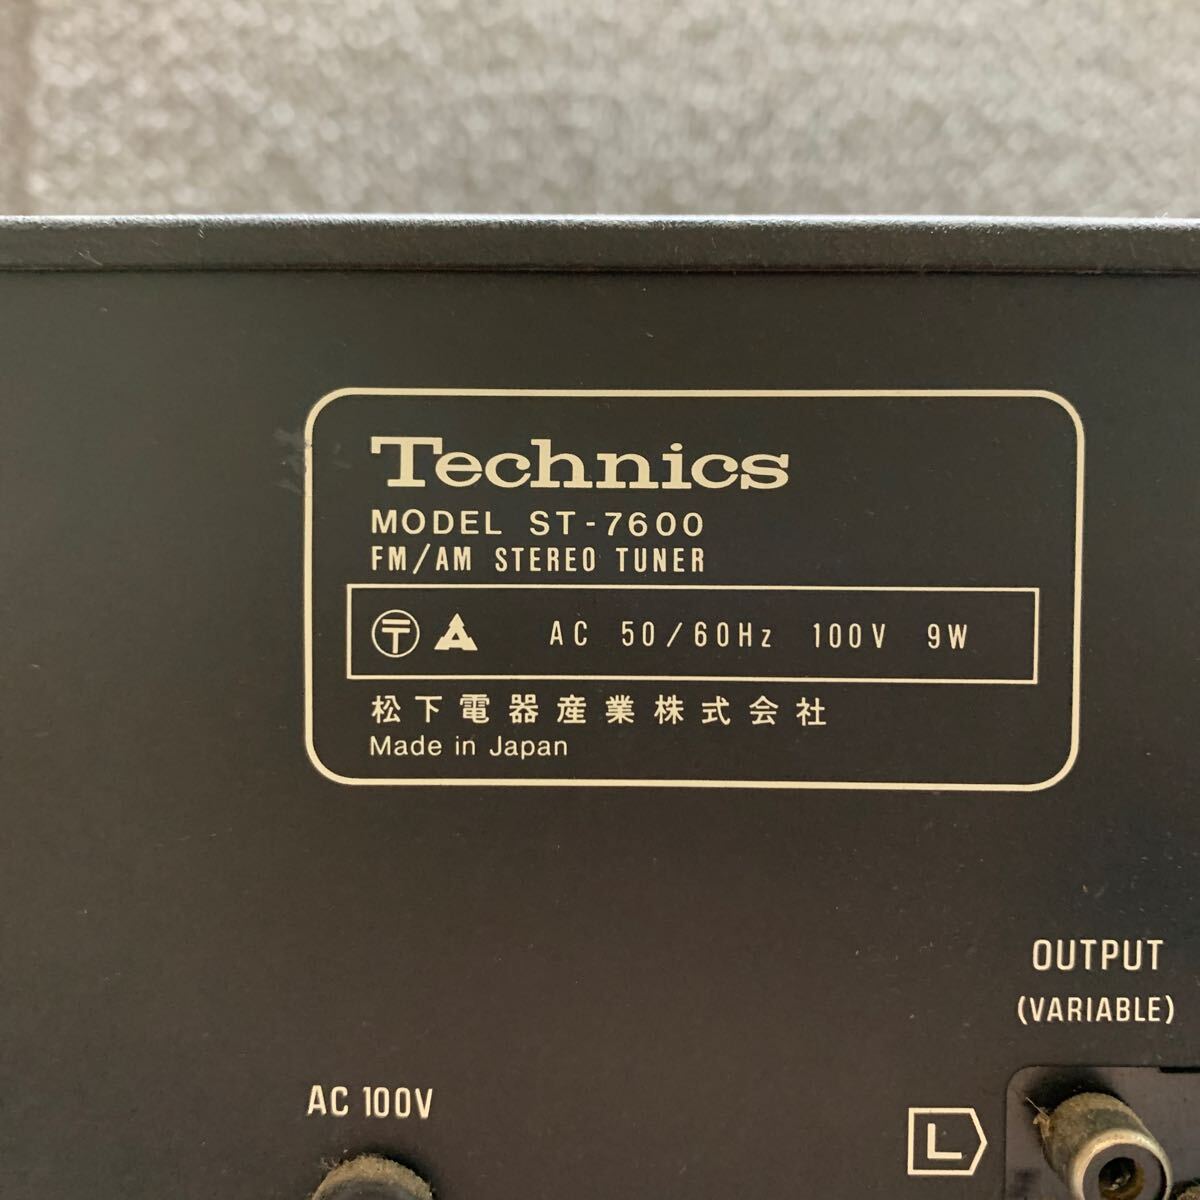 Technics
MODEL ST-7600
FM/AM STEREO TUNER
〒 A AC 50/60Hz 100V 9W
松下電器産業株式会社
Made in Japan
OUTPUT
(VARIABLE)
AC 100V
L